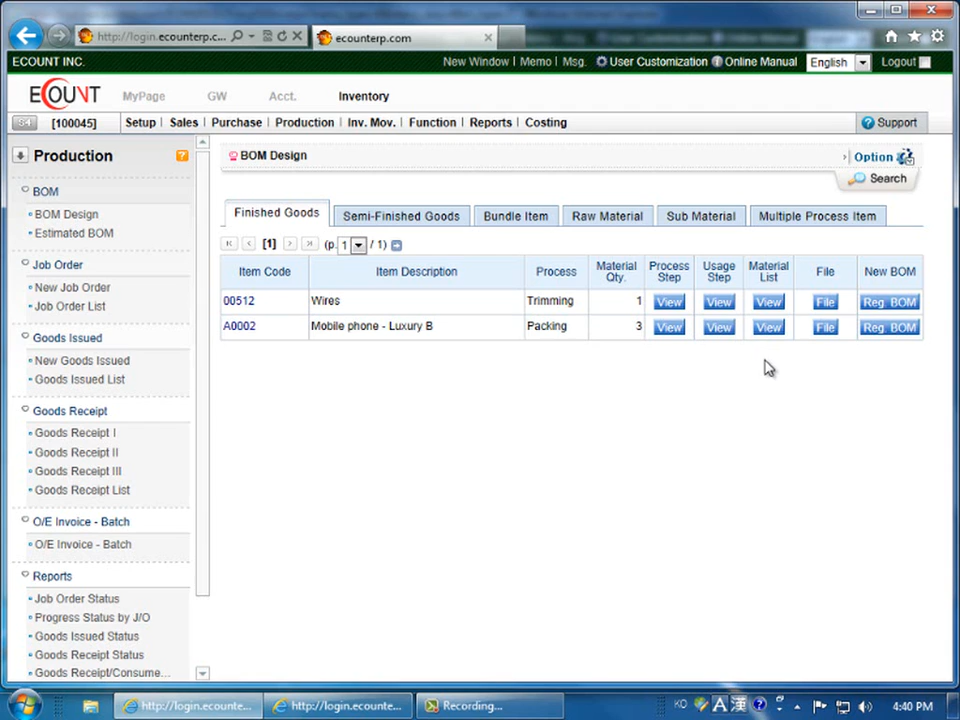 http://login.ecounterp.c...
ecounterp.com
ECOUNT INC.
New Window | Memo | Msg.
User Customization
Online Manual
English
Logout
ECOUNT
MyPage
GW
Acct.
Inventory
[100045]
Setup | Sales | Purchase | Production | Inv. Mov. | Function | Reports | Costing
Support
Production
BOM
BOM Design
Estimated BOM
Job Order
New Job Order
Job Order List
Goods Issued
New Goods Issued
Goods Issued List
Goods Receipt
Goods Receipt I
Goods Receipt II
Goods Receipt III
Goods Receipt List
O/E Invoice - Batch
O/E Invoice - Batch
Reports
Job Order Status
Progress Status by J/O
Goods Issued Status
Goods Receipt Status
Goods Receipt/Consume...
BOM Design
Option
Search
Finished Goods
Semi-Finished Goods
Bundle Item
Raw Material
Sub Material
Multiple Process Item
[1] (p. 1 / 1)
Item Code Item Description Process Material Qty. Process Step Usage Step Material List File New BOM
00512 Wires Trimming 1 View View View File Reg. BOM
A0002 Mobile phone - Luxury B Packing 3 View View View File Reg. BOM
http://login.ecounte...
http://login.ecounte...
Recording...
KO
A 漢
4:40 PM